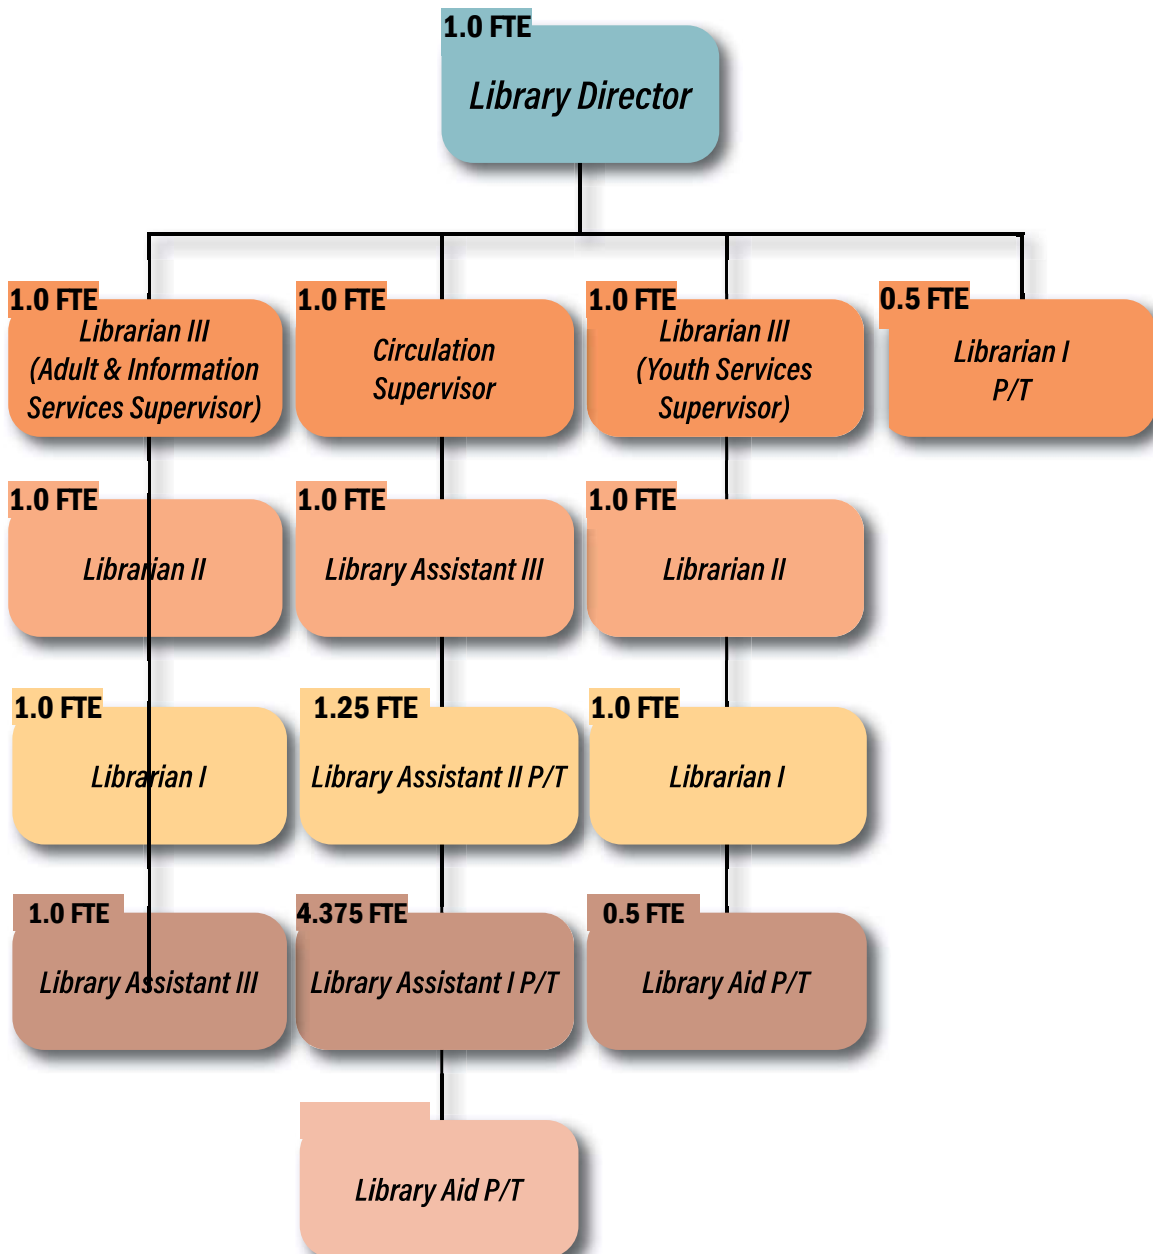 1.0 FTE
Library Director
1.0 FTE
Librarian III
(Adult & Information
Services Supervisor)
1.0 FTE
Circulation
Supervisor
1.0 FTE
Librarian III
(Youth Services
Supervisor)
0.5 FTE
Librarian I
P/T
1.0 FTE
Librarian II
1.0 FTE
Library Assistant III
1.0 FTE
Librarian II
1.0 FTE
Librarian I
1.25 FTE
Library Assistant II P/T
1.0 FTE
Librarian I
1.0 FTE
Library Assistant III
4.375 FTE
Library Assistant I P/T
0.5 FTE
Library Aid P/T
Library Aid P/T